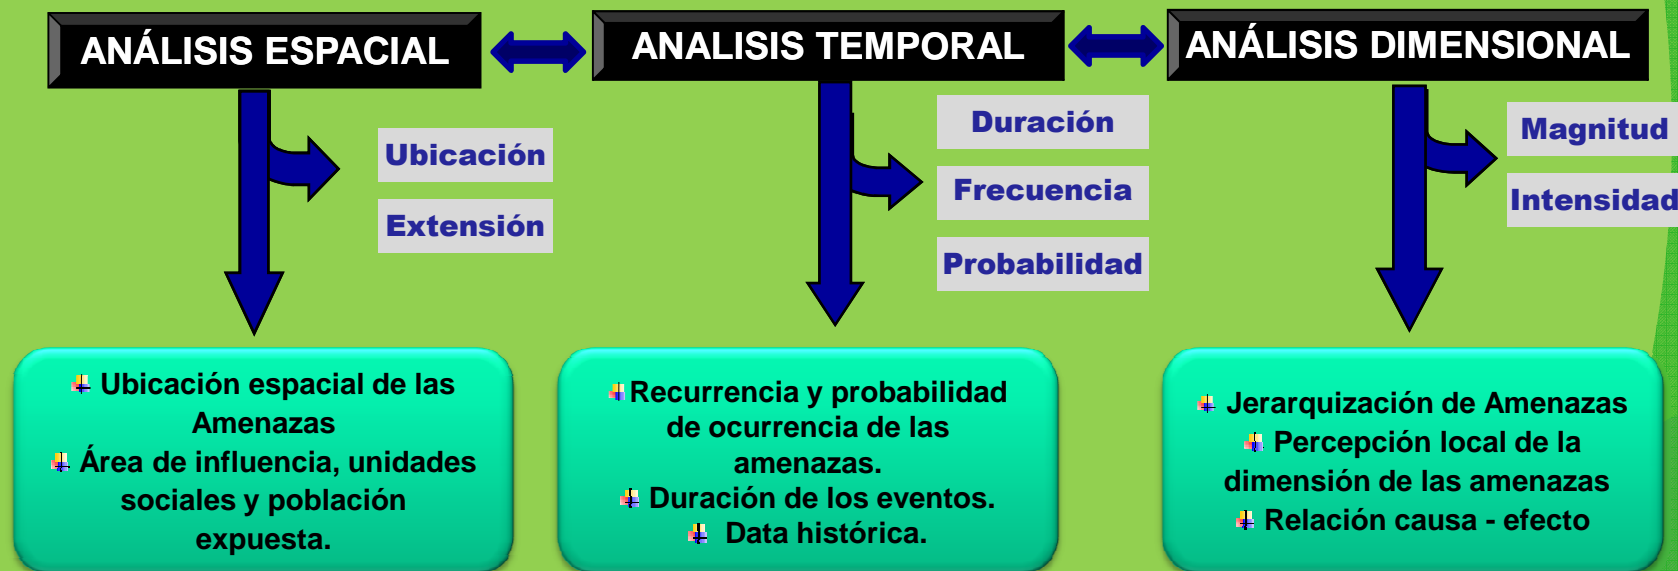 ANÁLISIS ESPACIAL
Ubicación
Extensión
Ubicación espacial de las
Amenazas
Área de influencia, unidades
sociales y población
expuesta.
ANALISIS TEMPORAL
Duración
Frecuencia
Probabilidad
Recurrencia y probabilidad
de ocurrencia de las
amenazas.
Duración de los eventos.
Data histórica.
ANÁLISIS DIMENSIONAL
Magnitud
Intensidad
Jerarquización de Amenazas
Percepción local de la
dimensión de las amenazas
Relación causa - efecto